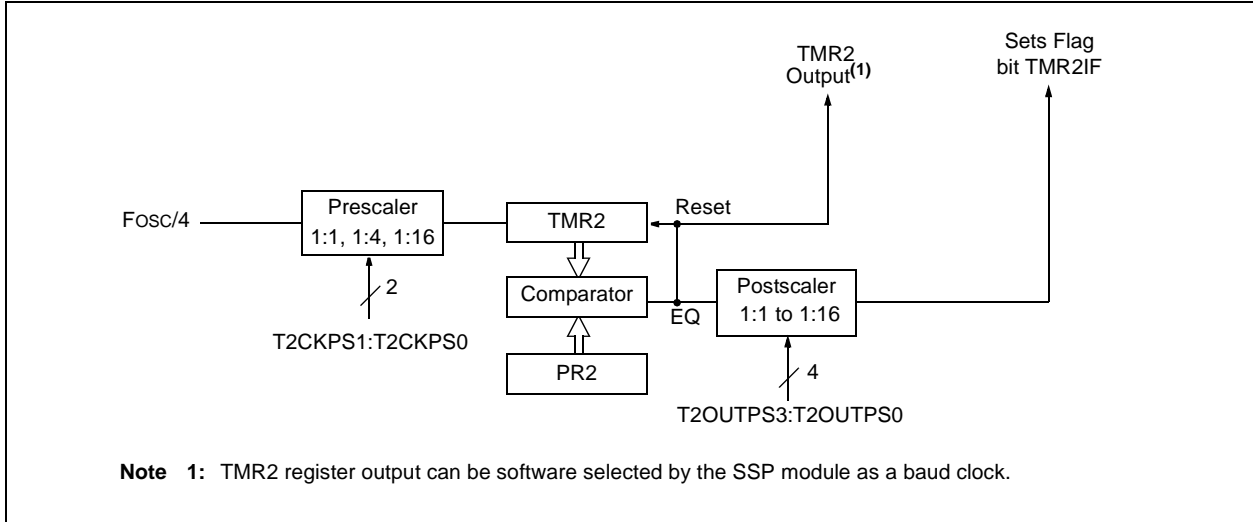 TMR2
Output(1)
Sets Flag
bit TMR2IF
FOSC/4
Prescaler
1:1, 1:4, 1:16
TMR2
Reset
2
T2CKPS1:T2CKPS0
Comparator
EQ
Postscaler
1:1 to 1:16
PR2
4
T2OUTPS3:T2OUTPS0
Note 1: TMR2 register output can be software selected by the SSP module as a baud clock.